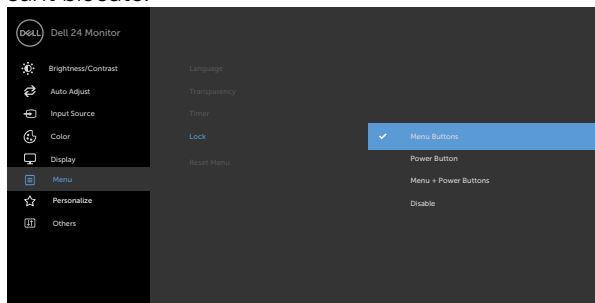 DELL
Dell 24 Monitor
Brightness/Contrast
Auto Adjust
Input Source
Color
Display
Menu
Personalize
Others
Language
Transparency
Timer
Lock
Reset Menu
Menu Buttons
Power Button
Menu + Power Buttons
Disable